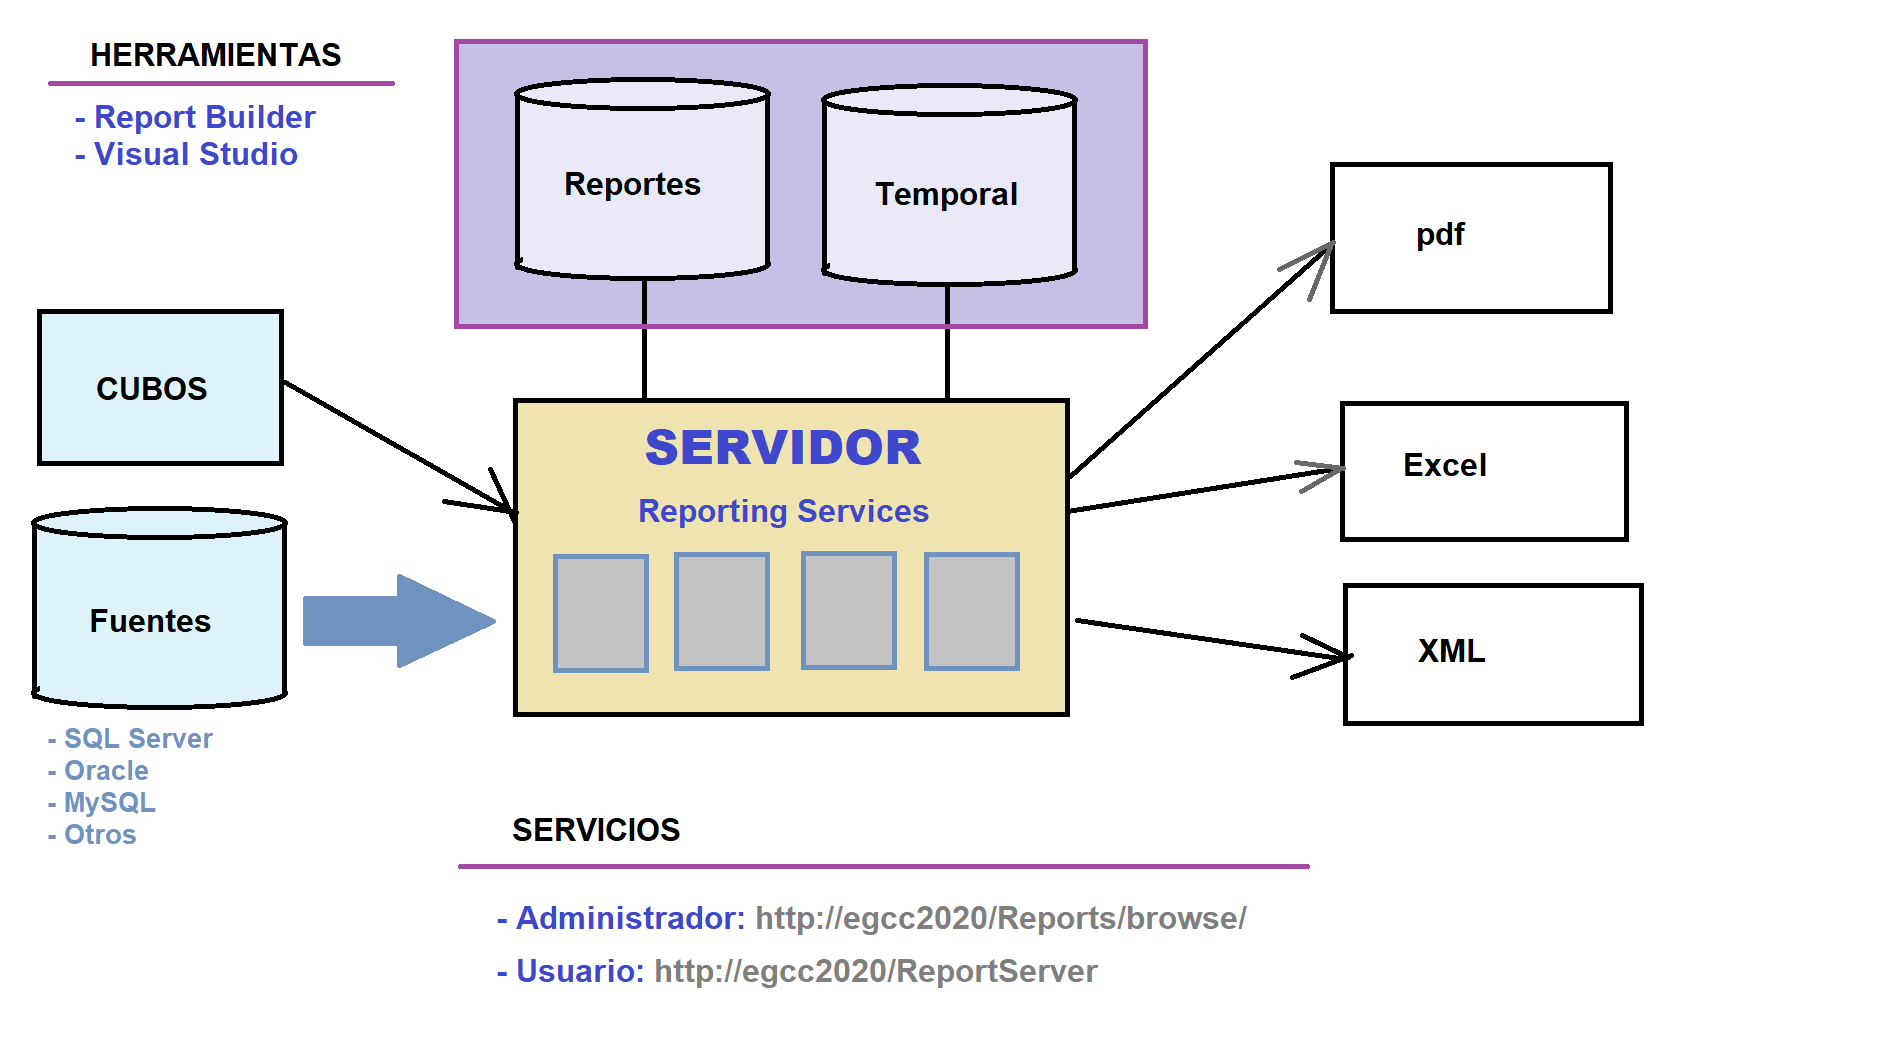 HERRAMIENTAS
- Report Builder
- Visual Studio
Reportes
Temporal
pdf
CUBOS
SERVIDOR
Reporting Services
Excel
Fuentes
XML
- SQL Server
- Oracle
- MySQL
- Otros
SERVICIOS
- Administrador: http://egcc2020/Reports/browse/
- Usuario: http://egcc2020/ReportServer